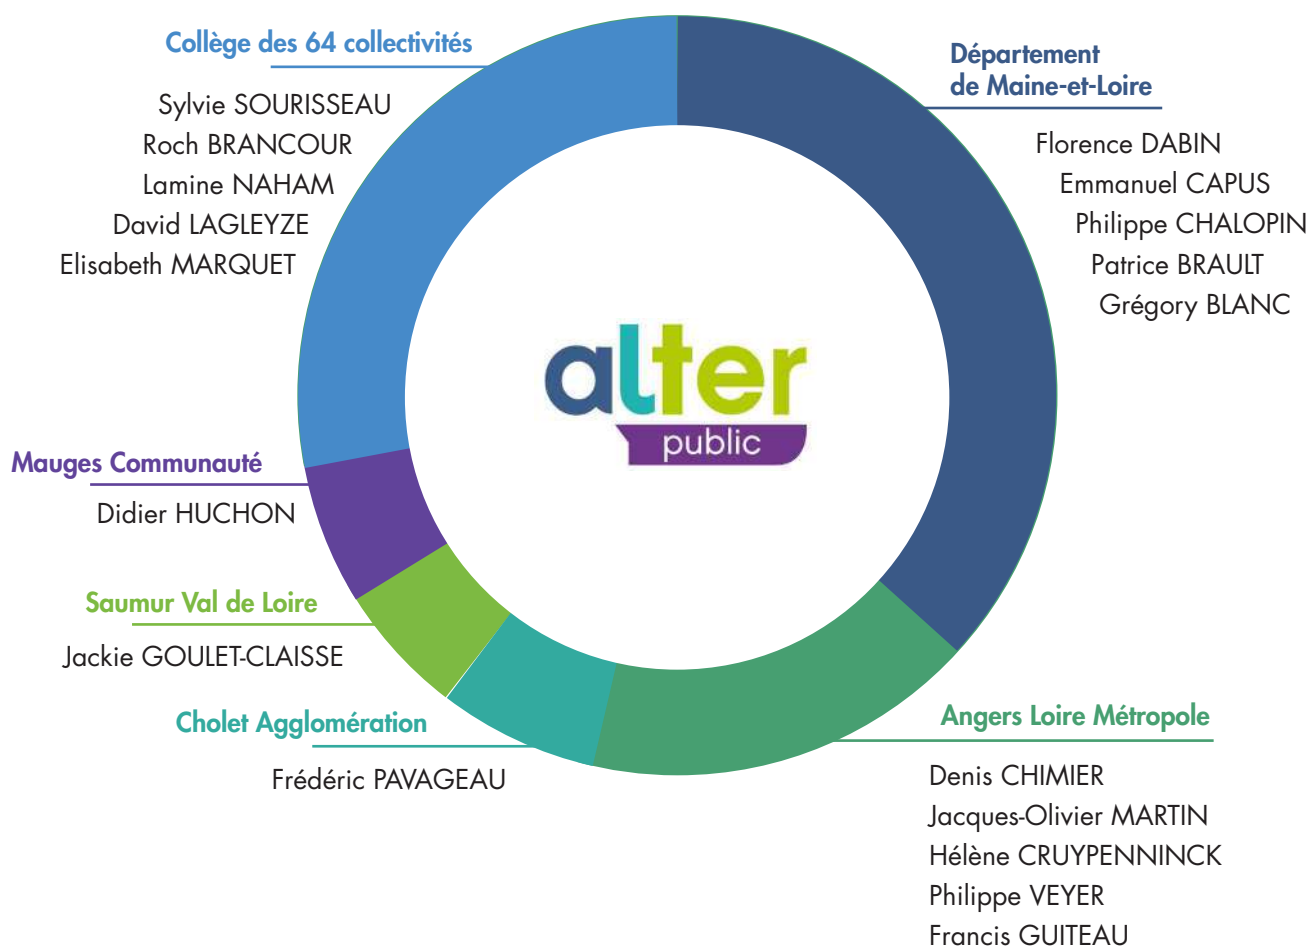 Collège des 64 collectivités
Sylvie SOURISSEAU
Roch BRANCOUR
Lamine NAHAM
David LAGLEYZE
Elisabeth MARQUET
Département
de Maine-et-Loire
Florence DABIN
Emmanuel CAPUS
Philippe CHALOPIN
Patrice BRAULT
Grégory BLANC
alter
public
Mauges Communauté
Didier HUCHON
Saumur Val de Loire
Jackie GOULET-CLAISSE
Cholet Agglomération
Frédéric PAVAGEAU
Angers Loire Métropole
Denis CHIMIER
Jacques-Olivier MARTIN
Hélène CRUYPENNINCK
Philippe VEYER
Francis GUITEAU